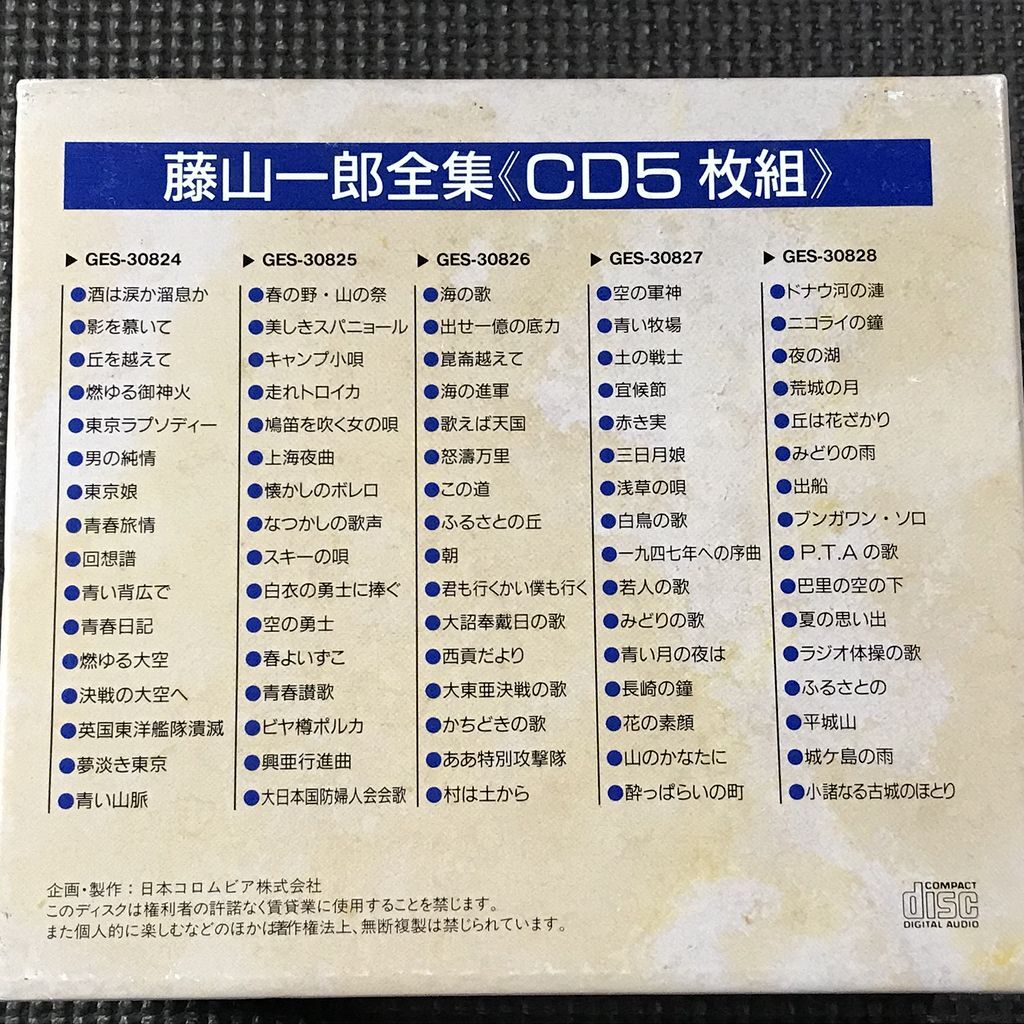 藤山一郎全集《CD5 枚組》
▶ GES-30824
●酒は涙か溜息か
●影を慕いて
●丘を越えて
●燃ゆる御神火
●東京ラプソディー
●男の純情
●東京娘
●青春旅情
●回想譜
●青い背広で
●青春日記
●燃ゆる大空
●決戦の大空へ
●英国東洋艦隊潰滅
●夢淡き東京
●青い山脈
▶ GES-30825
●春の野・山の祭
●美しきスパニョール
●キャンプ小唄
●走れトロイカ
●鳩笛を吹く女の唄
●上海夜曲
●懐かしのボレロ
●なつかしの歌声
●スキーの唄
●白衣の勇士に捧ぐ
●空の勇士
●春よいずこ
●青春讃歌
●ビヤ樽ポルカ
●興亜行進曲
●大日本国防婦人会会歌
▶ GES-30826
●海の歌
●出せ一億の底力
●崑崙越えて
●海の進軍
●歌えば天国
●怒濤万里
●この道
●ふるさとの丘
●朝
●君も行くかい僕も行く
●大詔奉戴日の歌
●西貢だより
●大東亜決戦の歌
●かちどきの歌
●ああ特別攻撃隊
●村は土から
▶ GES-30827
●空の軍神
●青い牧場
●土の戦士
●宜候節
●赤き実
●三日月娘
●浅草の唄
●白鳥の歌
●一九四七年への序曲
●若人の歌
●みどりの歌
●青い月の夜は
●長崎の鐘
●花の素顔
●山のかなたに
●酔っぱらいの町
▶ GES-30828
●ドナウ河の漣
●ニコライの鐘
●夜の湖
●荒城の月
●丘は花ざかり
●みどりの雨
●出船
●ブンガワン・ソロ
●P.T.Aの歌
●巴里の空の下
●夏の思い出
●ラジオ体操の歌
●ふるさとの
●平城山
●城ケ島の雨
●小諸なる古城のほとり
企画・製作：日本コロムビア株式会社
このディスクは権利者の許諾なく賃貸業に使用することを禁じます。
また個人的に楽しむなどのほかは著作権法上、無断複製は禁じられています。
COMPACT
disc
DIGITAL AUDIO